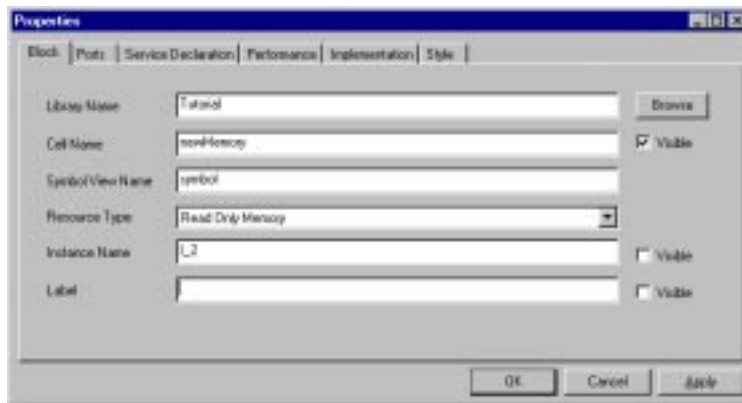 Properties
Block Ports Service Declaration Performance Implementation Style
Library Name Tutorial Browse
Cell Name newMemory Visible
Symbol View Name symbol
Resource Type Read Only Memory
Instance Name I_2 Visible
Label Visible
OK Cancel Apply